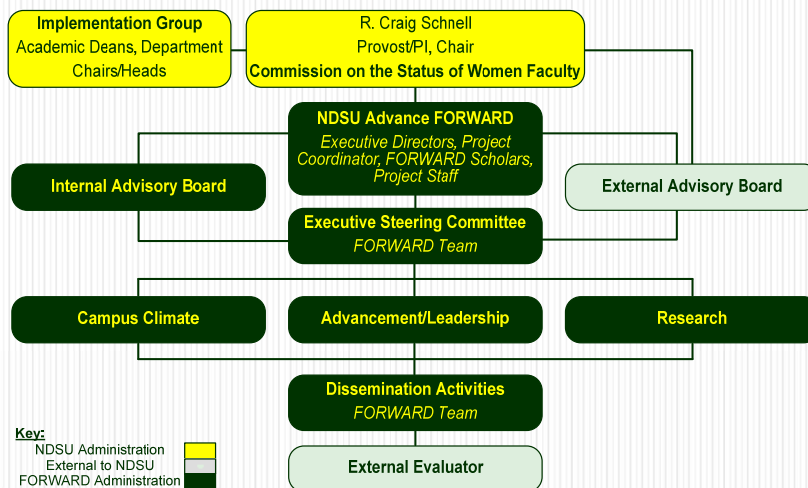 Implementation Group
Academic Deans, Department
Chairs/Heads
R. Craig Schnell
Provost/PI, Chair
Commission on the Status of Women Faculty
NDSU Advance FORWARD
Executive Directors, Project
Coordinator, FORWARD Scholars,
Project Staff
Internal Advisory Board
External Advisory Board
Executive Steering Committee
FORWARD Team
Campus Climate
Advancement/Leadership
Research
Dissemination Activities
FORWARD Team
External Evaluator
Key:
NDSU Administration
External to NDSU
FORWARD Administration